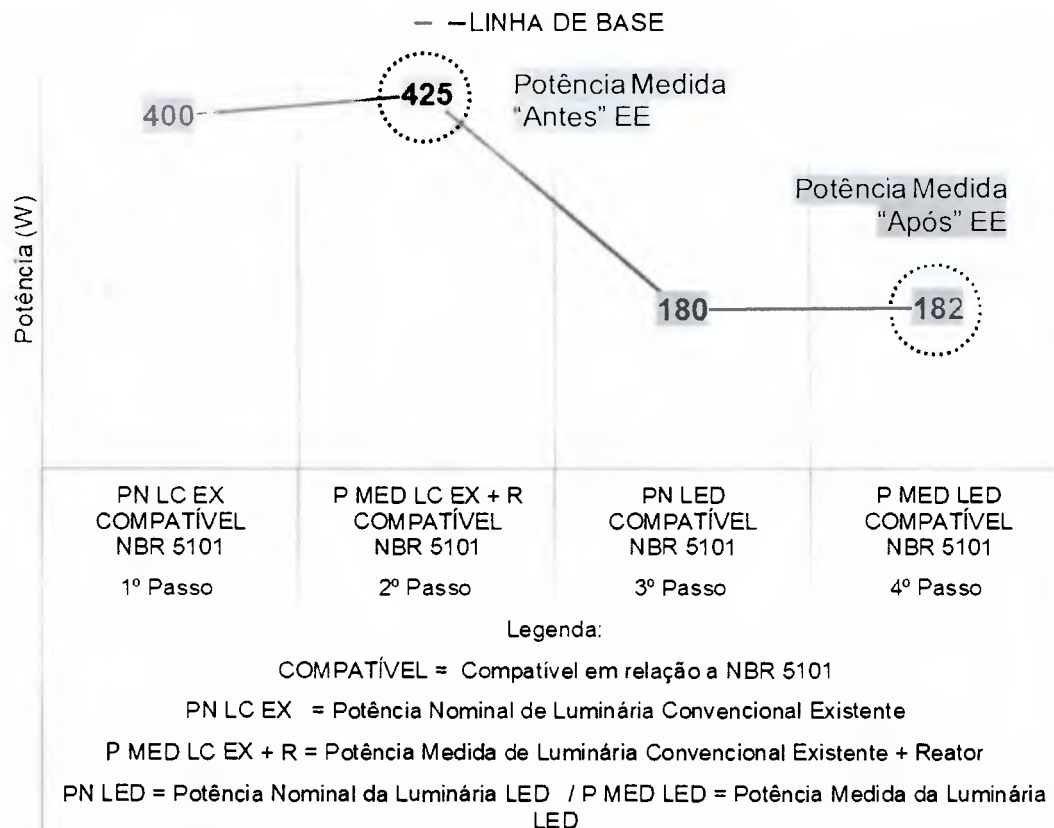 LINHA DE BASE
400
425
Potência Medida
“Antes” EE
Potência Medida
“Após” EE
180
182
Potência (W)
PN LC EX
COMPATÍVEL
NBR 5101
1º Passo
P MED LC EX + R
COMPATÍVEL
NBR 5101
2º Passo
PN LED
COMPATÍVEL
NBR 5101
3º Passo
P MED LED
COMPATÍVEL
NBR 5101
4º Passo
Legenda:
COMPATÍVEL = Compatível em relação a NBR 5101
PN LC EX = Potência Nominal de Luminária Convencional Existente
P MED LC EX + R = Potência Medida de Luminária Convencional Existente + Reator
PN LED = Potência Nominal da Luminária LED / P MED LED = Potência Medida da Luminária
LED